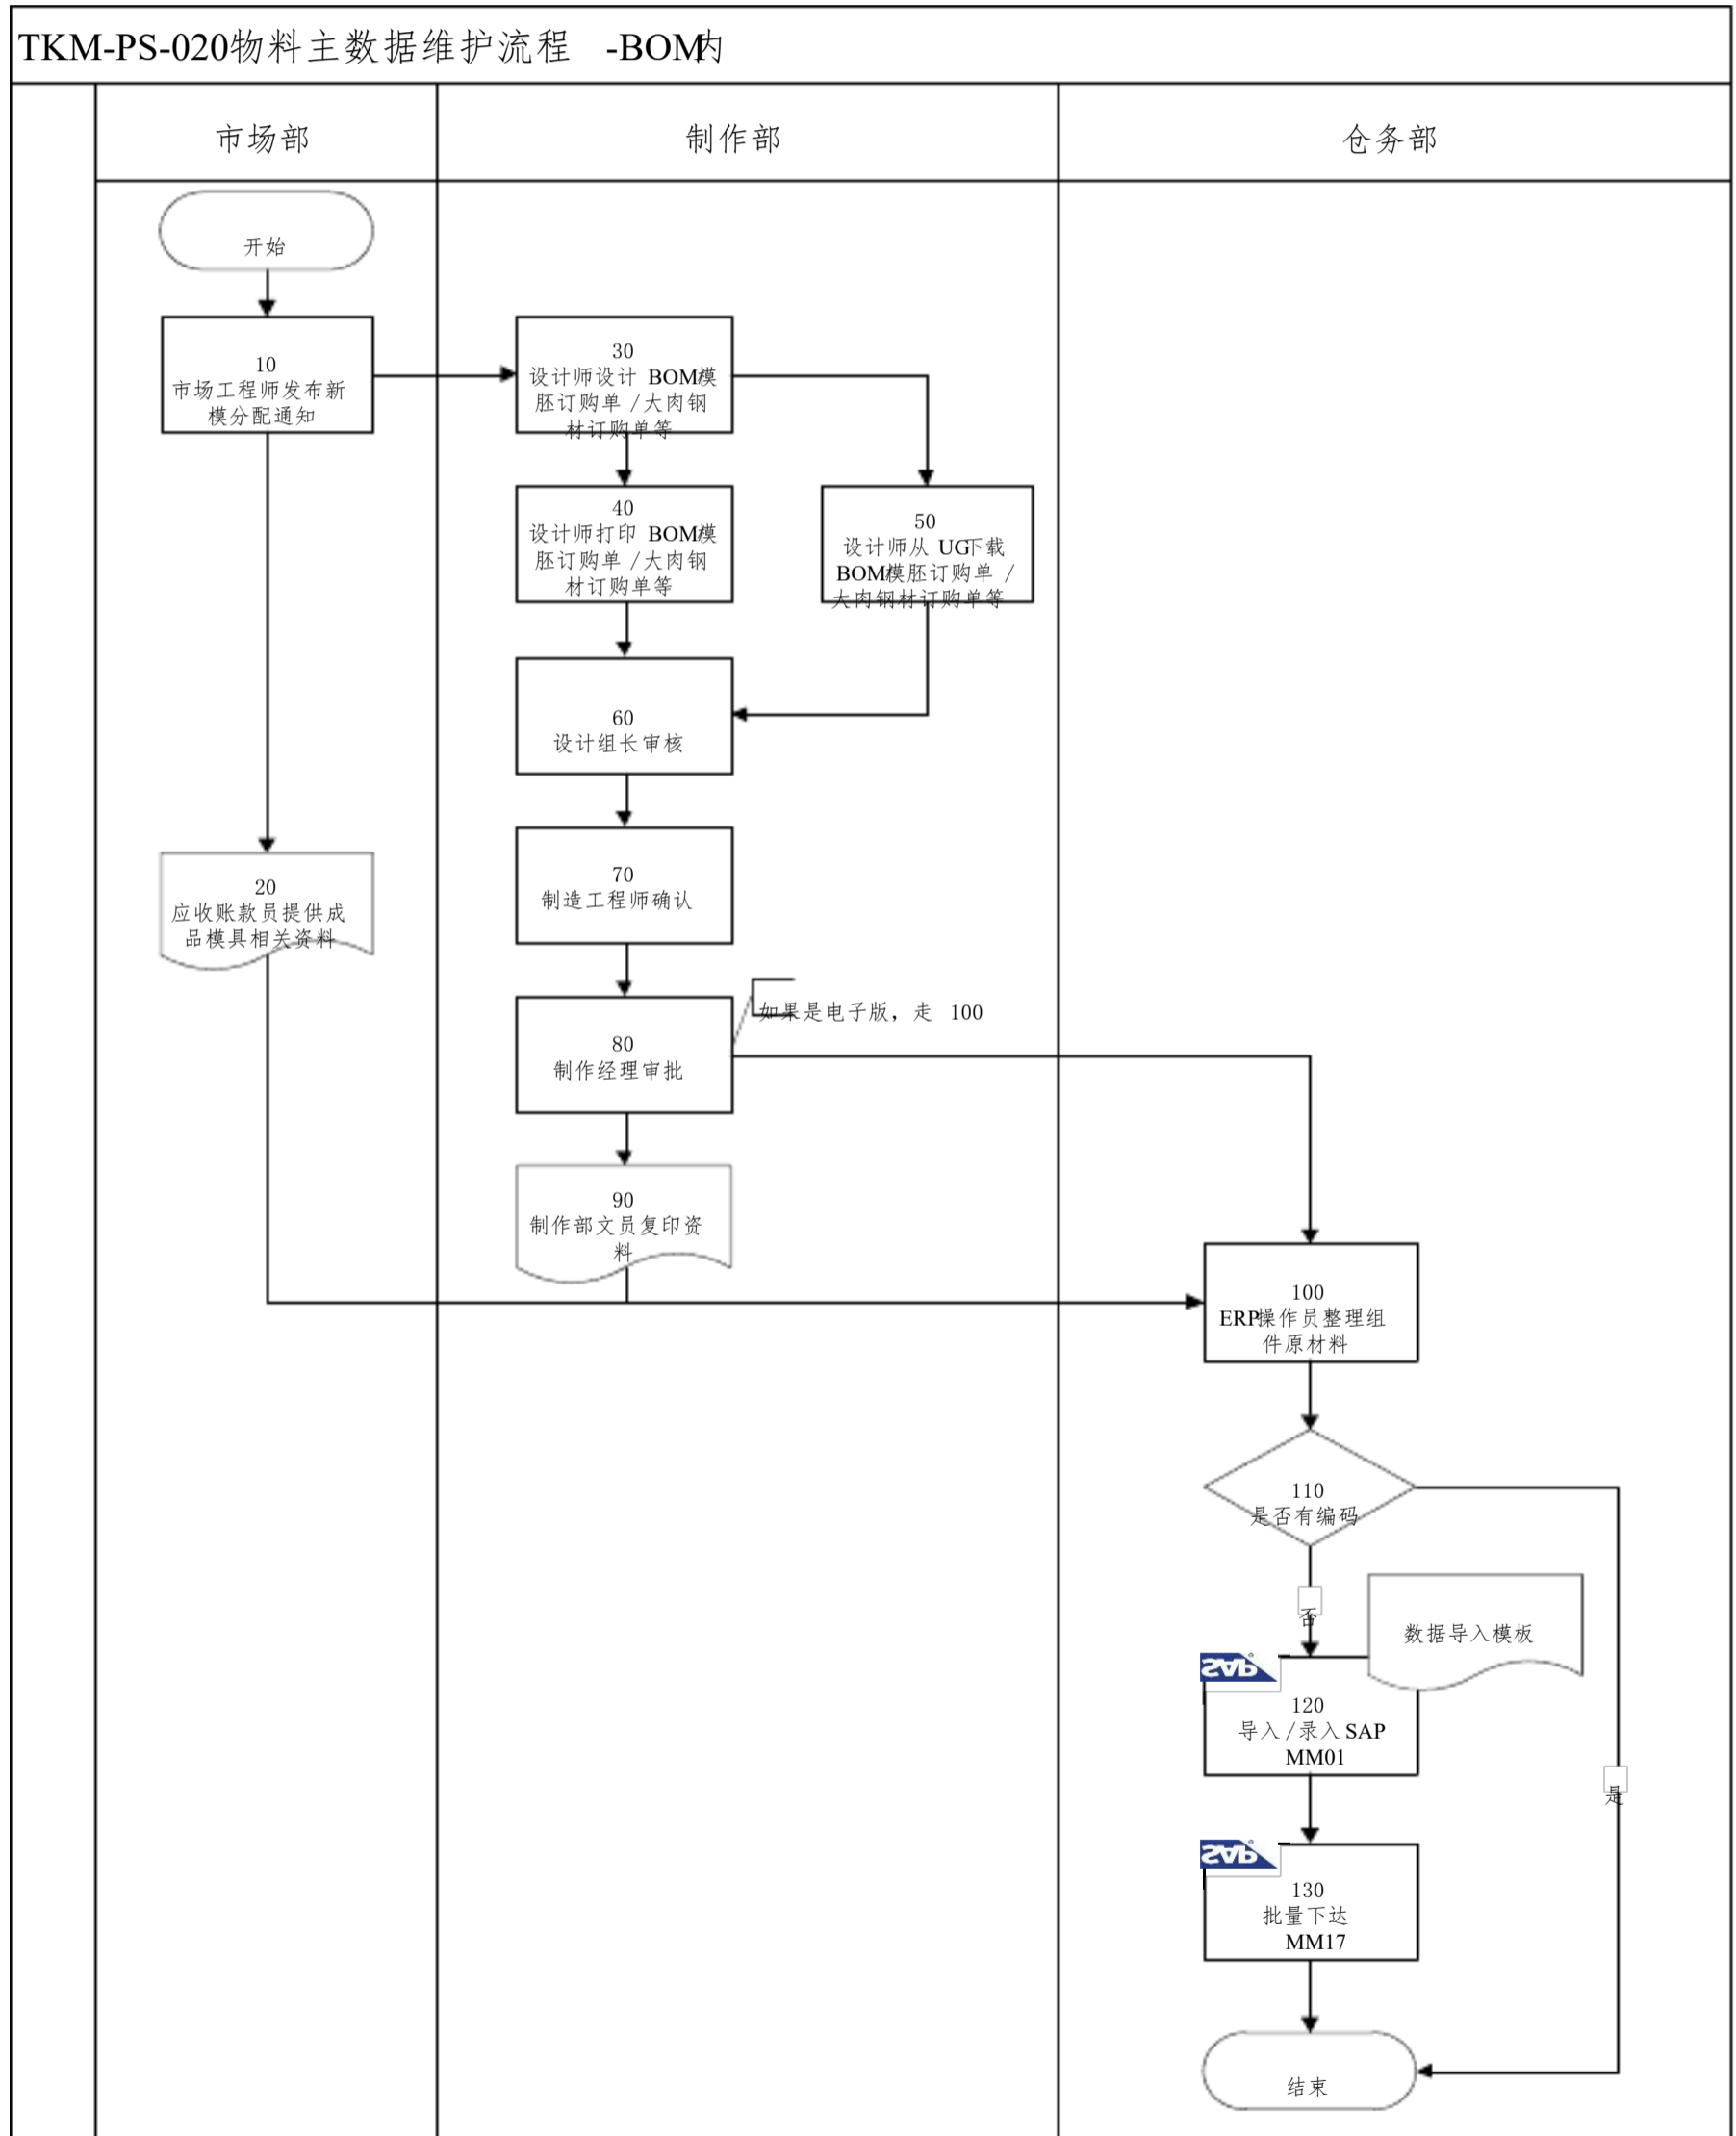 TKM-PS-020物料主数据维护流程 -BOM内
市场部
制作部
仓务部
开始
10
市场工程师发布新
模分配通知
30
设计师设计 BOM模
胚订购单 /大肉钢
材订购单等
40
设计师打印 BOM模
胚订购单 /大肉钢
材订购单等
50
设计师从 UG下载
BOM模胚订购单 /
大肉钢材订购单等
60
设计组长审核
70
制造工程师确认
20
应收账款员提供成
品模具相关资料
如果是电子版，走 100
80
制作经理审批
90
制作部文员复印资
料
100
ERP操作员整理组
件原材料
110
是否有编码
否
数据导入模板
SAP
120
导入 /录入 SAP
MM01
是
SAP
130
批量下达
MM17
结束